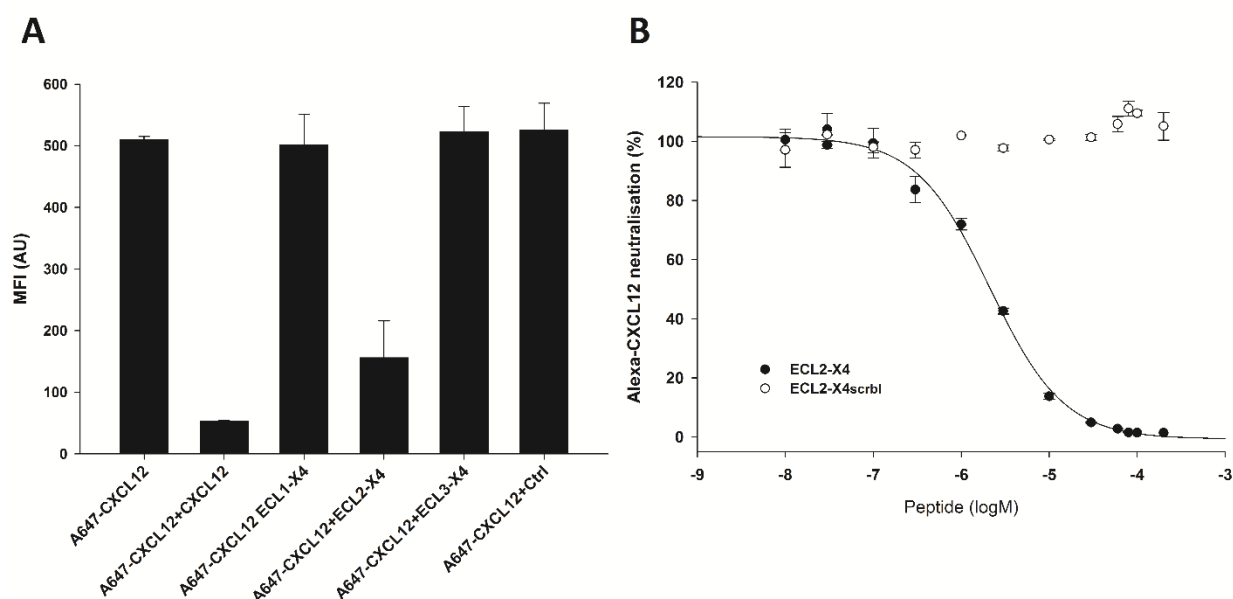 A
MFI (AU)
600
500
400
300
200
100
0
A647-CXCL12
A647-CXCL12+CXCL12
A647-CXCL12 ECL1-X4
A647-CXCL12+ECL2-X4
A647-CXCL12+ECL3-X4
A647-CXCL12+Ctrl
B
Alexa-CXCL12 neutralisation (%)
120
100
80
60
40
20
0
ECL2-X4
ECL2-X4scrbl
-9 -8 -7 -6 -5 -4 -3
Peptide (logM)